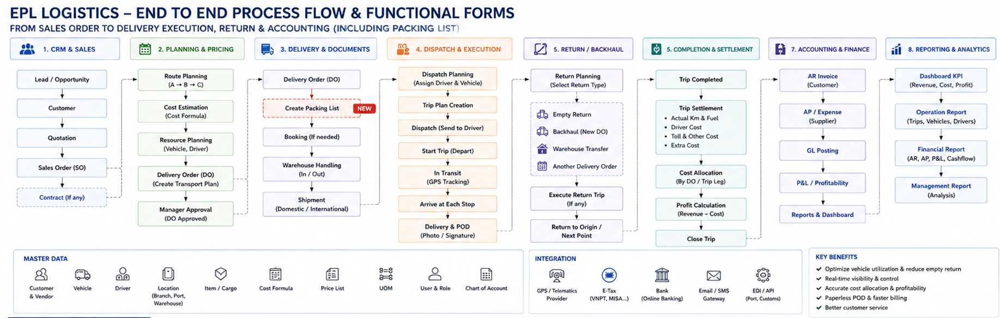 EPL LOGISTICS – END TO END PROCESS FLOW & FUNCTIONAL FORMS
FROM SALES ORDER TO DELIVERY EXECUTION, RETURN & ACCOUNTING (INCLUDING PACKING LIST)
1. CRM & SALES
Lead / Opportunity
Customer
Quotation
Sales Order (SO)
Contract (If any)
2. PLANNING & PRICING
Route Planning
(A → B → C)
Cost Estimation
(Cost Formula)
Resource Planning
(Vehicle, Driver)
Delivery Order (DO)
(Create Transport Plan)
Manager Approval
(DO Approved)
3. DELIVERY & DOCUMENTS
Delivery Order (DO)
Create Packing List
NEW
Booking (If needed)
Warehouse Handling
(In / Out)
Shipment
(Domestic / International)
4. DISPATCH & EXECUTION
Dispatch Planning
(Assign Driver & Vehicle)
Trip Plan Creation
Dispatch (Send to Driver)
Start Trip (Depart)
In Transit
(GPS Tracking)
Arrive at Each Stop
Delivery & POD
(Photo / Signature)
5. RETURN / BACKHAUL
Return Planning
(Select Return Type)
Empty Return
Backhaul (New DO)
Warehouse Transfer
Another Delivery Order
Execute Return Trip
(If any)
Return to Origin /
Next Point
5. COMPLETION & SETTLEMENT
Trip Completed
Trip Settlement
• Actual Km & Fuel
• Driver Cost
• Toll & Other Cost
• Extra Cost
Cost Allocation
(By DO / Trip Leg)
Profit Calculation
(Revenue – Cost)
Close Trip
7. ACCOUNTING & FINANCE
AR Invoice
(Customer)
AP / Expense
(Supplier)
GL Posting
P&L / Profitability
Reports & Dashboard
8. REPORTING & ANALYTICS
Dashboard KPI
(Revenue, Cost, Profit)
Operation Report
(Trips, Vehicles, Drivers)
Financial Report
(AR, AP, P&L, Cashflow)
Management Report
(Analysis)
MASTER DATA
Customer
& Vendor
Vehicle
Driver
Location
(Branch, Port,
Warehouse)
Item / Cargo
Cost Formula
Price List
UOM
User & Role
Chart of Account
INTEGRATION
GPS / Telematics
Provider
E-Tax
(VNPT, MISA...)
Bank
(Online Banking)
Email / SMS
Gateway
EDI / API
(Port, Customs)
KEY BENEFITS
✓ Optimize vehicle utilization & reduce empty return
✓ Real-time visibility & control
✓ Accurate cost allocation & profitability
✓ Paperless POD & faster billing
✓ Better customer service